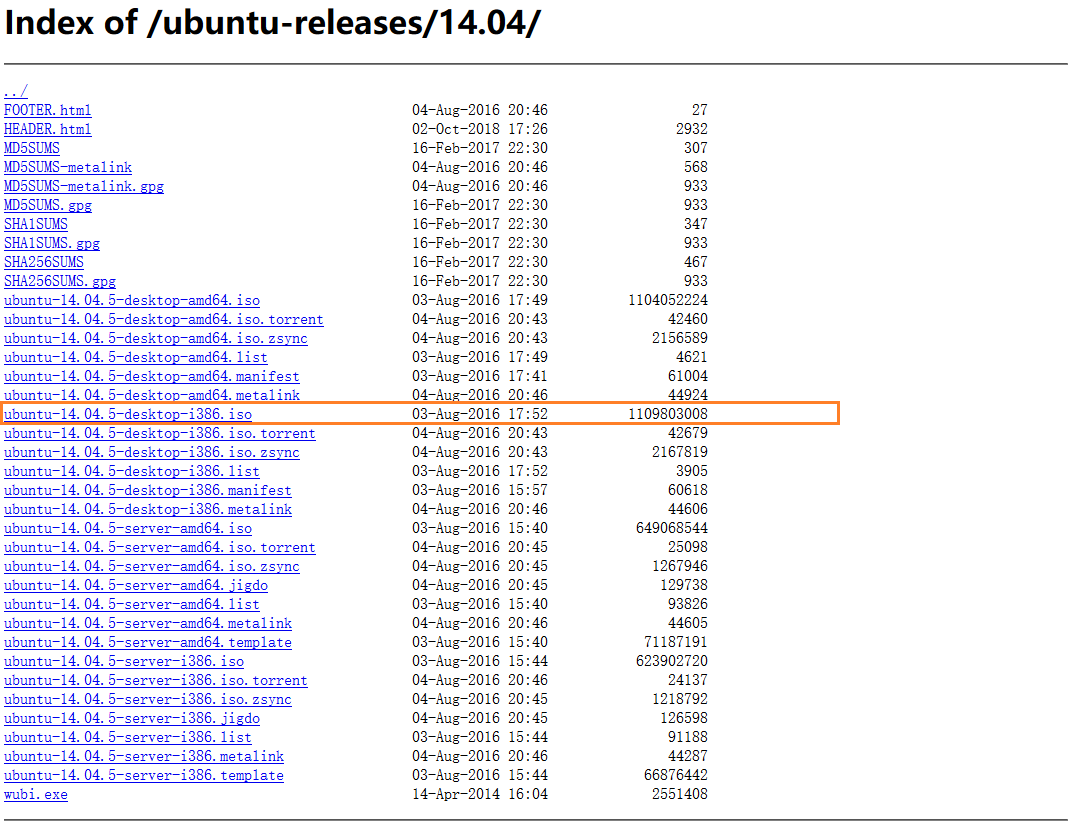 Index of /ubuntu-releases/14.04/
../
FOOTER.html 04-Aug-2016 20:46 27
HEADER.html 02-Oct-2018 17:26 2932
MD5SUMS 16-Feb-2017 22:30 307
MD5SUMS-metalink 04-Aug-2016 20:46 568
MD5SUMS-metalink.gpg 04-Aug-2016 20:46 933
MD5SUMS.gpg 16-Feb-2017 22:30 933
SHA1SUMS 16-Feb-2017 22:30 347
SHA1SUMS.gpg 16-Feb-2017 22:30 933
SHA256SUMS 16-Feb-2017 22:30 467
SHA256SUMS.gpg 16-Feb-2017 22:30 933
ubuntu-14.04.5-desktop-amd64.iso 03-Aug-2016 17:49 1104052224
ubuntu-14.04.5-desktop-amd64.iso.torrent 04-Aug-2016 20:43 42460
ubuntu-14.04.5-desktop-amd64.iso.zsync 04-Aug-2016 20:43 2156589
ubuntu-14.04.5-desktop-amd64.list 03-Aug-2016 17:49 4621
ubuntu-14.04.5-desktop-amd64.manifest 03-Aug-2016 17:41 61004
ubuntu-14.04.5-desktop-amd64.metalink 04-Aug-2016 20:46 44924
ubuntu-14.04.5-desktop-i386.iso 03-Aug-2016 17:52 1109803008
ubuntu-14.04.5-desktop-i386.iso.torrent 04-Aug-2016 20:43 42679
ubuntu-14.04.5-desktop-i386.iso.zsync 04-Aug-2016 20:43 2167819
ubuntu-14.04.5-desktop-i386.list 03-Aug-2016 17:52 3905
ubuntu-14.04.5-desktop-i386.manifest 03-Aug-2016 15:57 60618
ubuntu-14.04.5-desktop-i386.metalink 04-Aug-2016 20:46 44606
ubuntu-14.04.5-server-amd64.iso 03-Aug-2016 15:40 649068544
ubuntu-14.04.5-server-amd64.iso.torrent 04-Aug-2016 20:45 25098
ubuntu-14.04.5-server-amd64.iso.zsync 04-Aug-2016 20:45 1267946
ubuntu-14.04.5-server-amd64.jigdo 04-Aug-2016 20:45 129738
ubuntu-14.04.5-server-amd64.list 03-Aug-2016 15:40 93826
ubuntu-14.04.5-server-amd64.metalink 04-Aug-2016 20:46 44605
ubuntu-14.04.5-server-amd64.template 03-Aug-2016 15:40 71187191
ubuntu-14.04.5-server-i386.iso 03-Aug-2016 15:44 623902720
ubuntu-14.04.5-server-i386.iso.torrent 04-Aug-2016 20:46 24137
ubuntu-14.04.5-server-i386.iso.zsync 04-Aug-2016 20:45 1218792
ubuntu-14.04.5-server-i386.jigdo 04-Aug-2016 20:45 126598
ubuntu-14.04.5-server-i386.list 03-Aug-2016 15:44 91188
ubuntu-14.04.5-server-i386.metalink 04-Aug-2016 20:46 44287
ubuntu-14.04.5-server-i386.template 03-Aug-2016 15:44 66876442
wubi.exe 14-Apr-2014 16:04 2551408